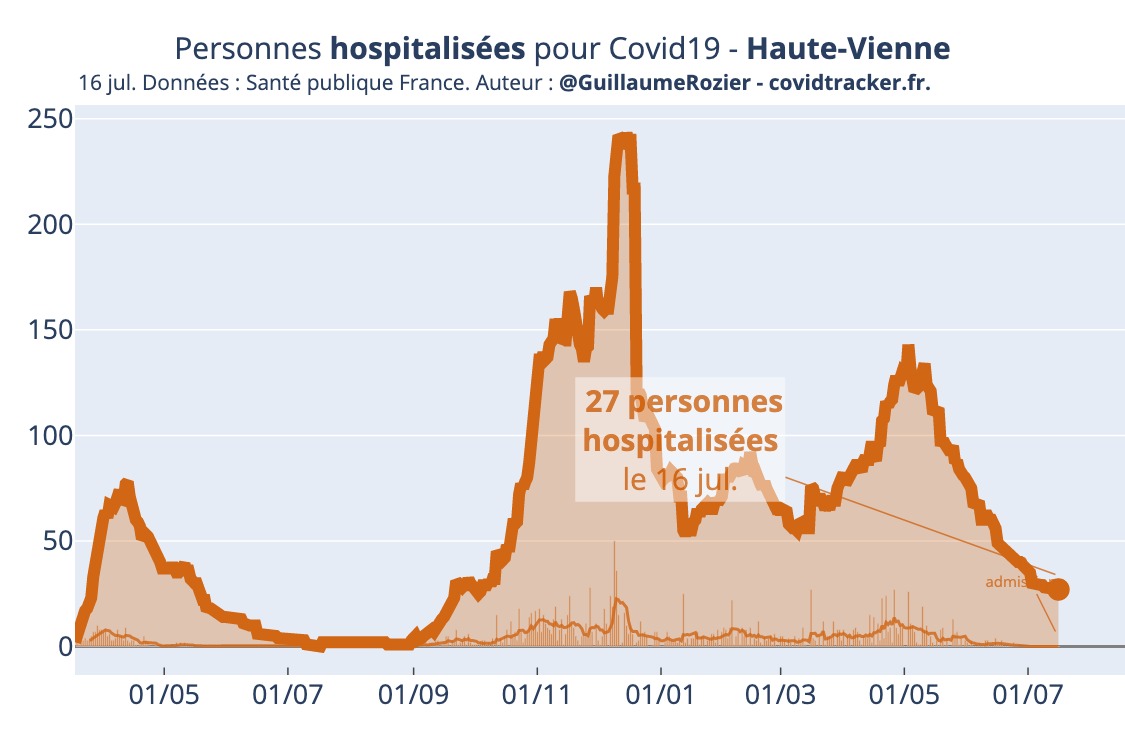 Personnes hospitalisées pour Covid19 - Haute-Vienne
16 jul. Données : Santé publique France. Auteur : @GuillaumeRozier - covidtracker.fr.
250
200
150
100
50
0
27 personnes
hospitalisées
le 16 jul.
01/05 01/07 01/09 01/11 01/01 01/03 01/05 01/07